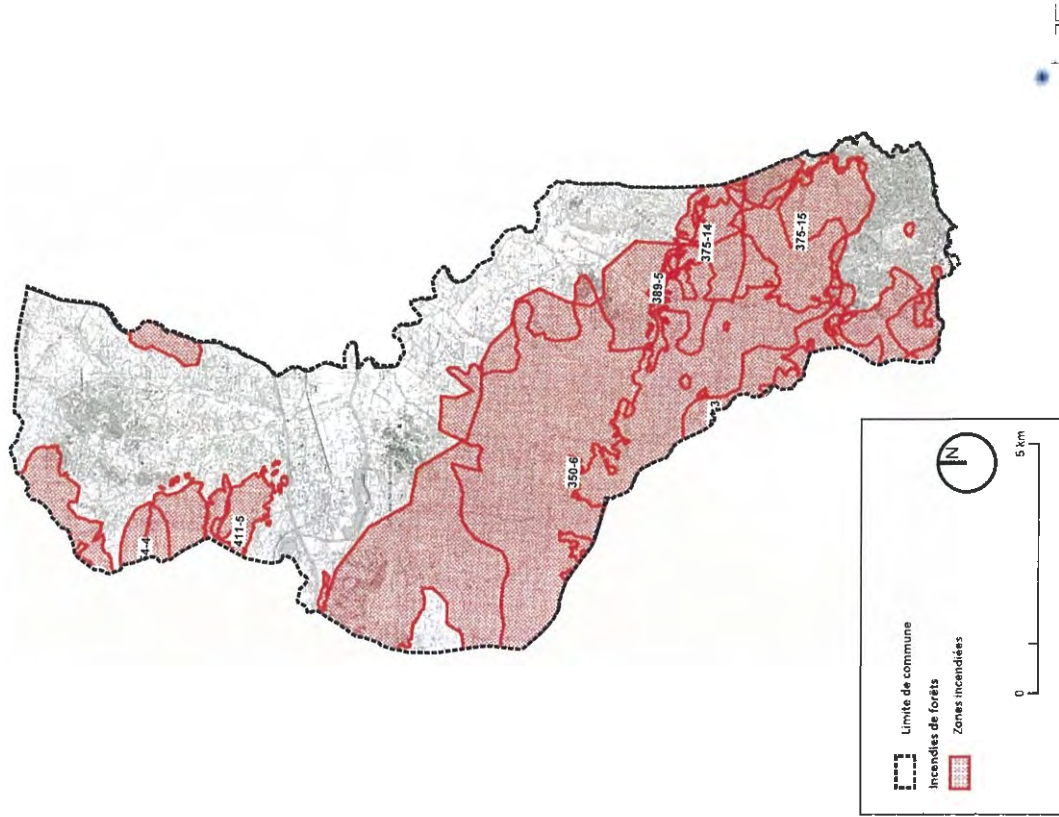 411-5
350-6
389-5
375-14
375-15
Limite de commune
Incendies de forêts
Zones incendiées
N
0
5 km